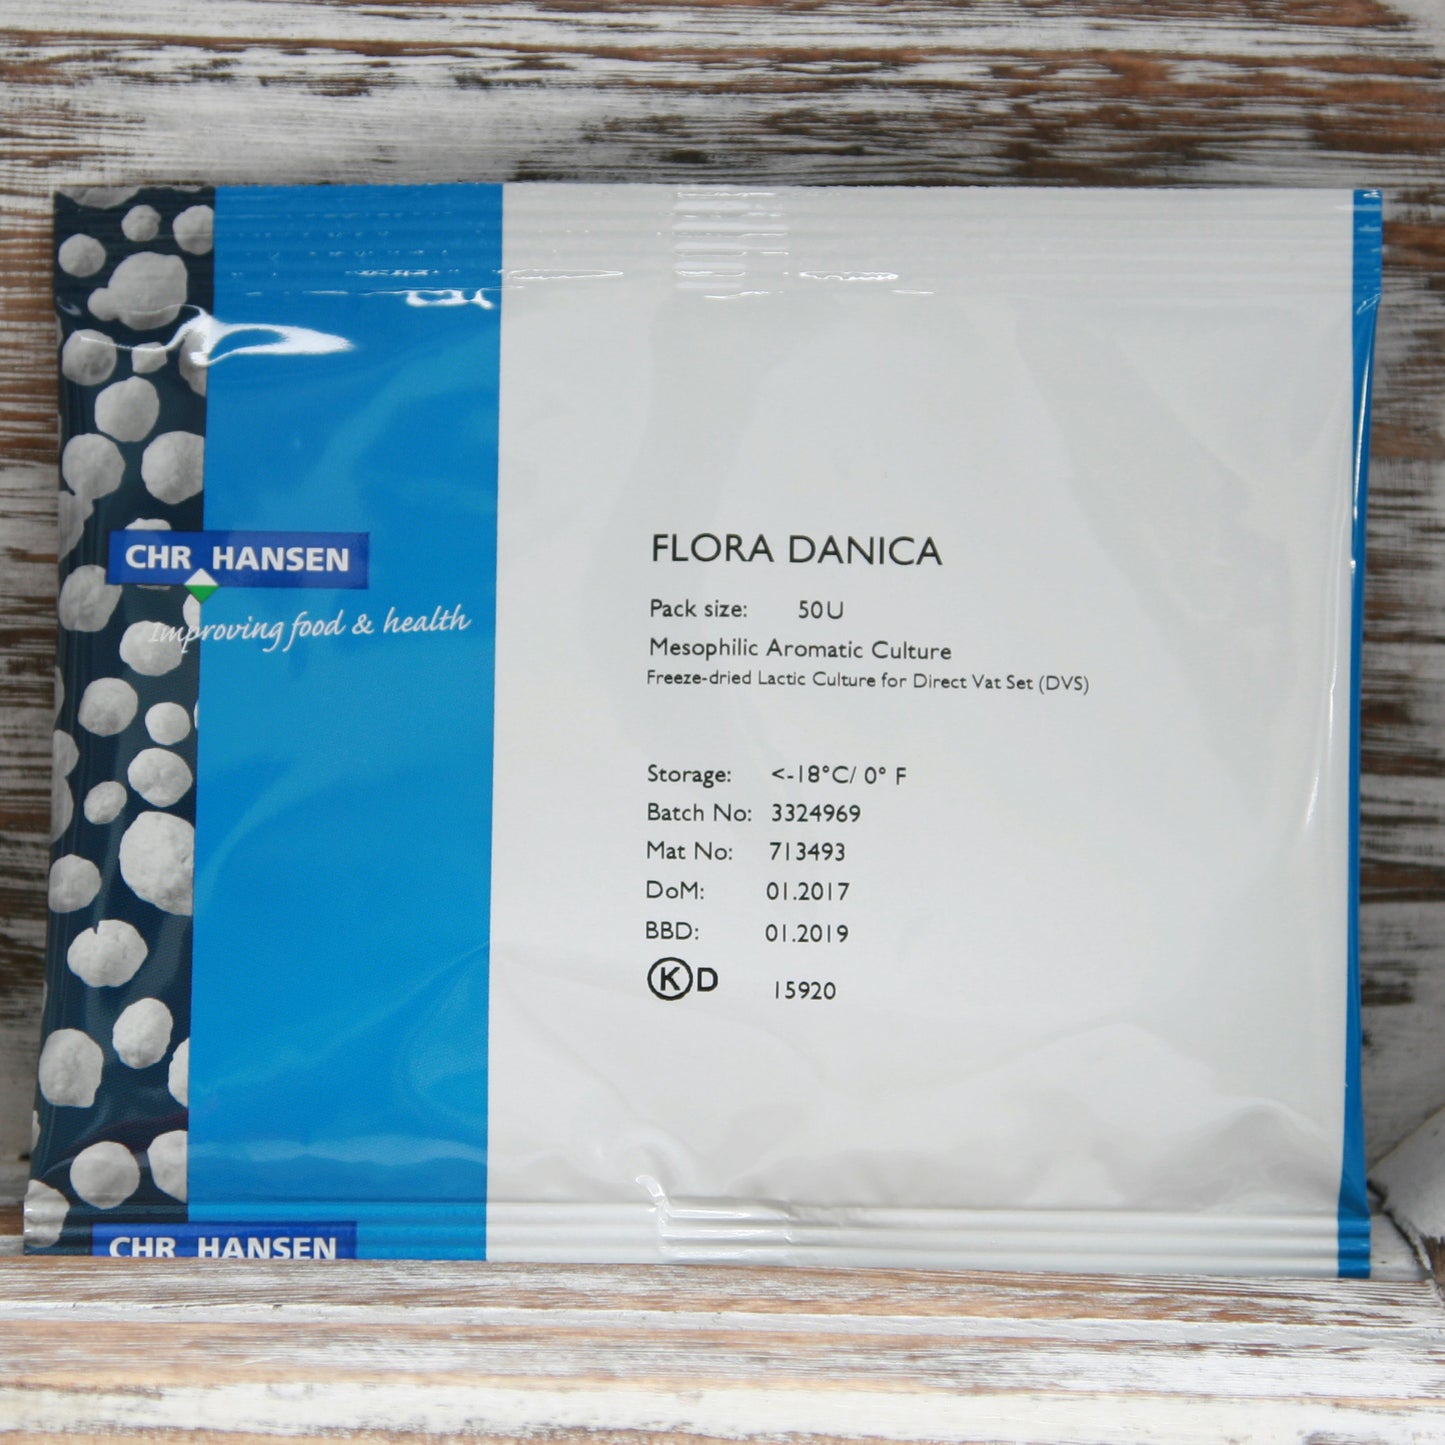 CHR HANSEN
Improving food & health
FLORA DANICA
Pack size: 50U
Mesophilic Aromatic Culture
Freeze-dried Lactic Culture for Direct Vat Set (DVS)
Storage: <-18°C/ 0° F
Batch No: 3324969
Mat No: 713493
DoM: 01.2017
BBD: 01.2019
K D 15920
CHR HANSEN